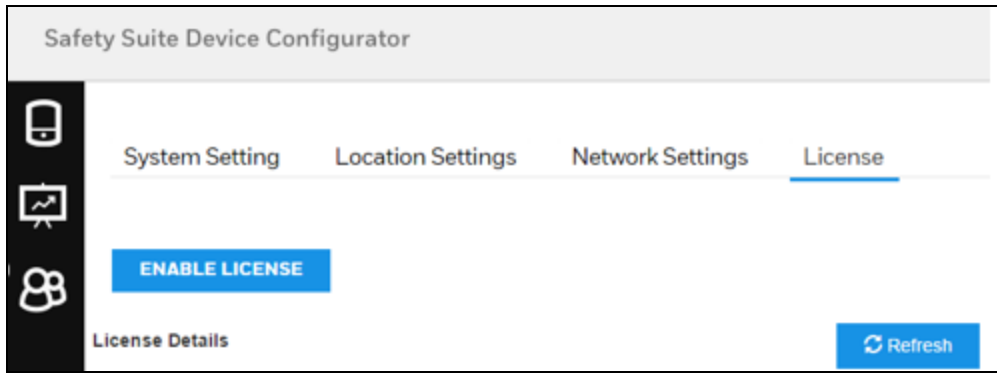 Safety Suite Device Configurator
System Setting Location Settings Network Settings License
ENABLE LICENSE
License Details Refresh